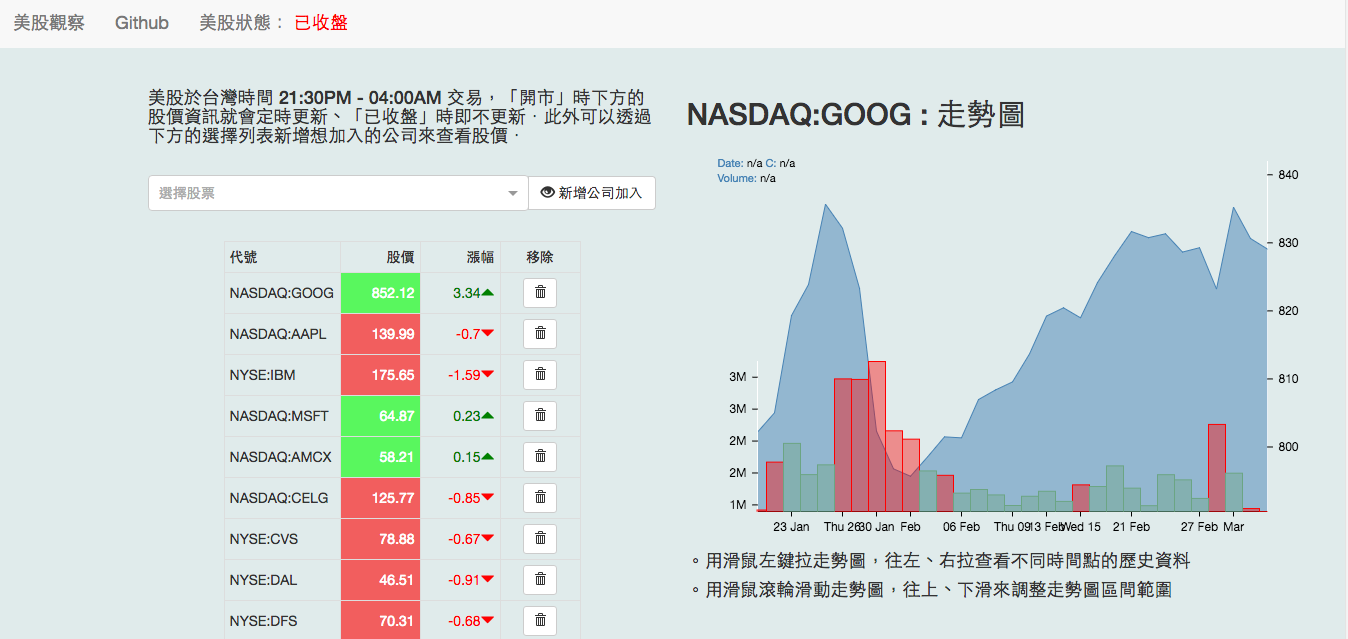 美股觀察 Github 美股狀態： 已收盤
美股於台灣時間 21:30PM - 04:00AM 交易，「開市」時下方的
股價資訊就會定時更新、「已收盤」時即不更新．此外可以透過
下方的選擇列表新增想加入的公司來查看股價．
選擇股票 新增公司加入
代號 股價 漲幅 移除
NASDAQ:GOOG 852.12 3.34
NASDAQ:AAPL 139.99 -0.7
NYSE:IBM 175.65 -1.59
NASDAQ:MSFT 64.87 0.23
NASDAQ:AMCX 58.21 0.15
NASDAQ:CELG 125.77 -0.85
NYSE:CVS 78.88 -0.67
NYSE:DAL 46.51 -0.91
NYSE:DFS 70.31 -0.68
NASDAQ:GOOG : 走勢圖
Date: n/a C: n/a
Volume: n/a
840
830
820
810
800
3M
3M
2M
2M
1M
23 Jan Thu 26 30 Jan Feb 06 Feb Thu 09 13 Feb Wed 15 21 Feb 27 Feb Mar
。用滑鼠左鍵拉走勢圖，往左、右拉查看不同時間點的歷史資料
。用滑鼠滾輪滑動走勢圖，往上、下滑來調整走勢圖區間範圍